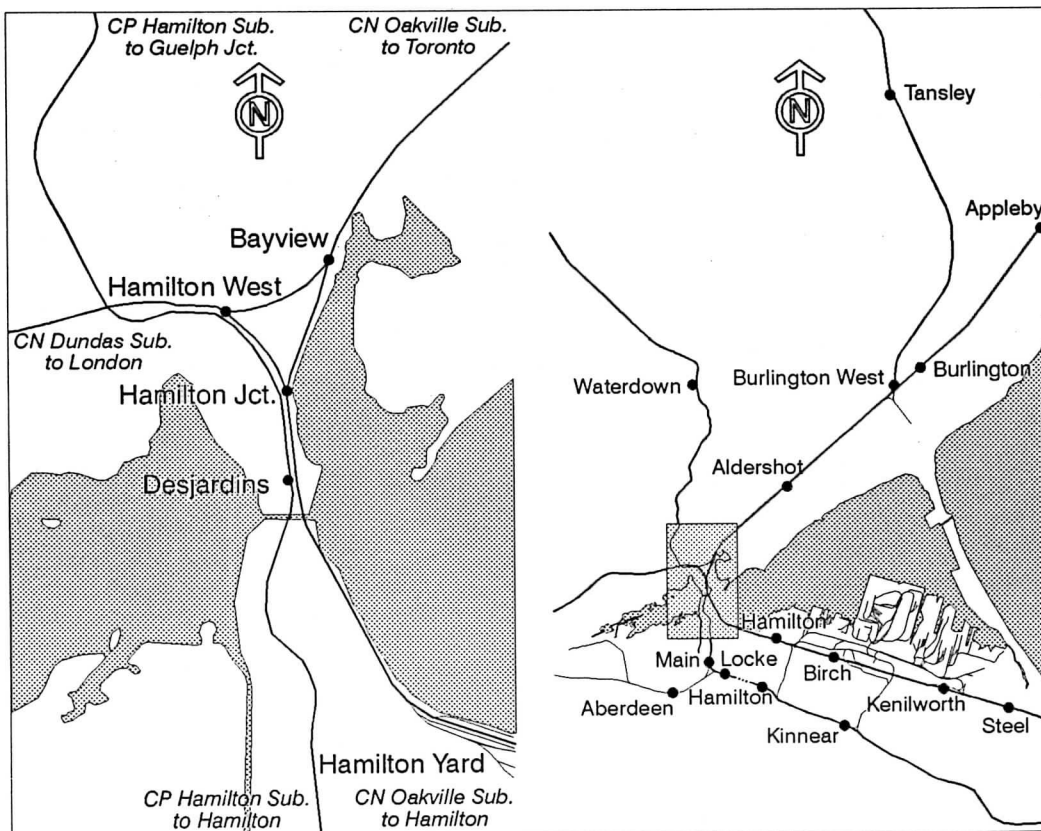 CP Hamilton Sub.
to Guelph Jct.
CN Oakville Sub.
to Toronto
N
Bayview
Hamilton West
CN Dundas Sub.
to London
Hamilton Jct.
Desjardins
Hamilton Yard
CP Hamilton Sub.
to Hamilton
CN Oakville Sub.
to Hamilton
N
Tansley
Appleby
Waterdown
Burlington West
Burlington
Aldershot
Hamilton
Main
Locke
Birch
Aberdeen
Hamilton
Kenilworth
Steel
Kinnear